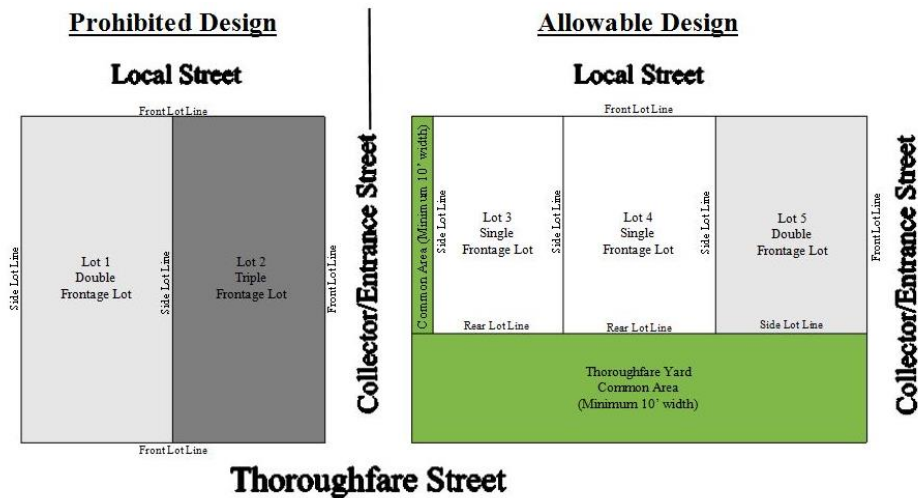 Prohibited Design
Local Street
Front Lot Line
Side Lot Line
Lot 1
Double
Frontage Lot
Side Lot Line
Lot 2
Triple
Frontage Lot
Front Lot Line
Front Lot Line
Collector/Entrance Street
Allowable Design
Local Street
Front Lot Line
Common Area (Minimum 10' width)
Side Lot Line
Lot 3
Single
Frontage Lot
Side Lot Line
Lot 4
Single
Frontage Lot
Side Lot Line
Lot 5
Double
Frontage Lot
Front Lot Line
Rear Lot Line
Rear Lot Line
Side Lot Line
Thoroughfare Yard
Common Area
(Minimum 10' width)
Collector/Entrance Street
Thoroughfare Street